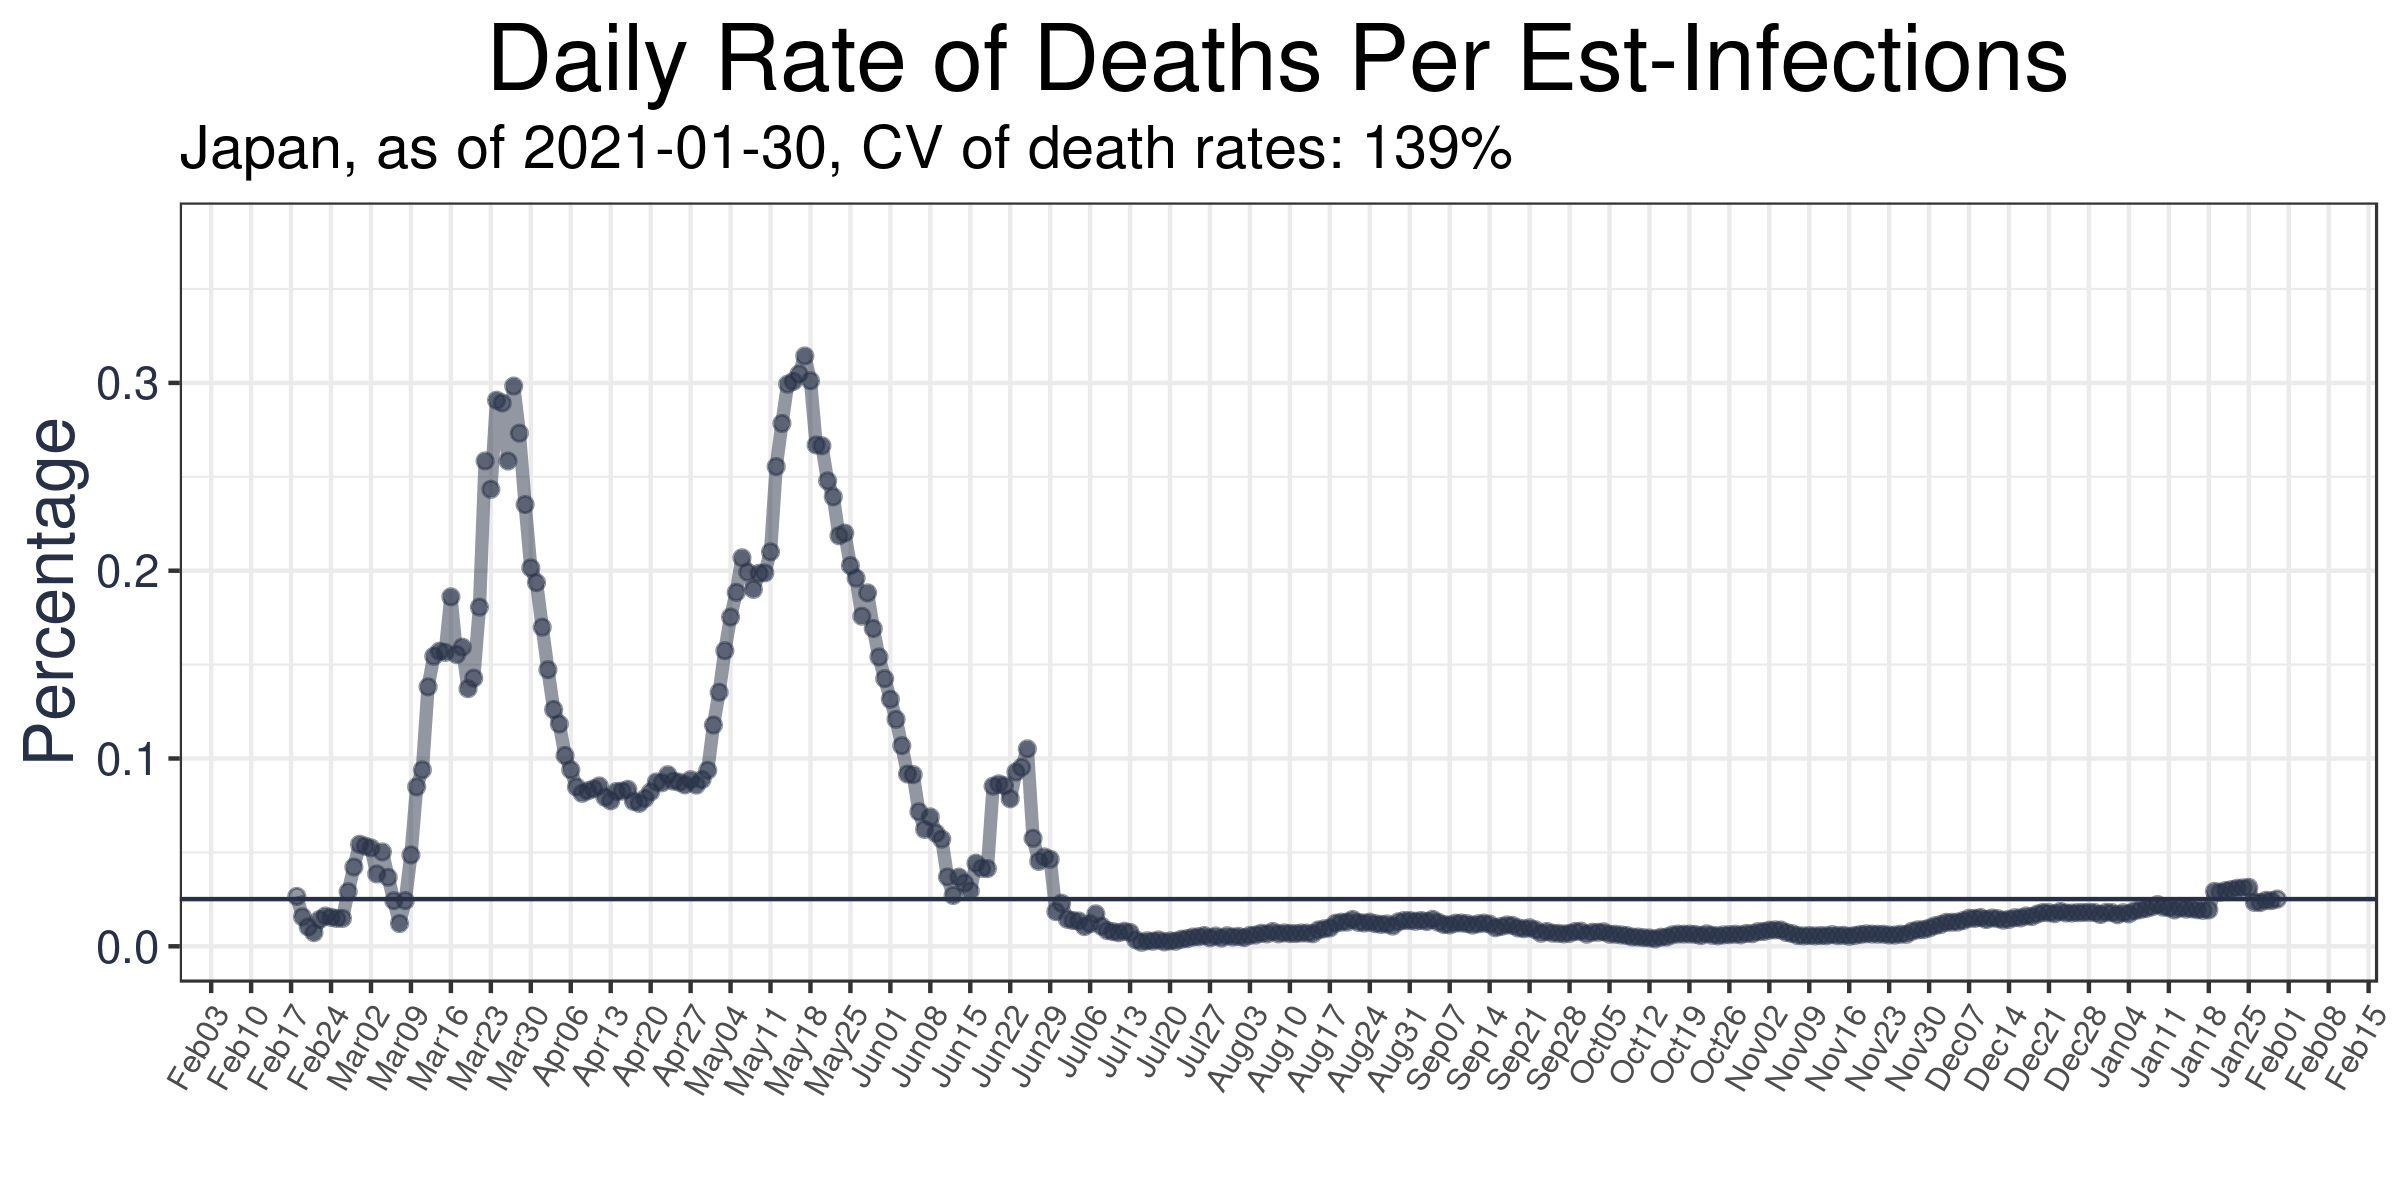 Daily Rate of Deaths Per Est-Infections
Japan, as of 2021-01-30, CV of death rates: 139%
Percentage
0.3
0.2
0.1
0.0
Feb03
Feb10
Feb17
Feb24
Mar02
Mar09
Mar16
Mar23
Mar30
Apr06
Apr13
Apr20
Apr27
May04
May11
May18
May25
Jun01
Jun08
Jun15
Jun22
Jun29
Jul06
Jul13
Jul20
Jul27
Aug03
Aug10
Aug17
Aug24
Aug31
Sep07
Sep14
Sep21
Sep28
Oct05
Oct12
Oct19
Oct26
Oct02
Nov09
Nov16
Nov23
Nov30
Nov07
Dec14
Dec21
Dec28
Dec04
Jan11
Jan18
Jan25
Jan01
Feb08
Feb15